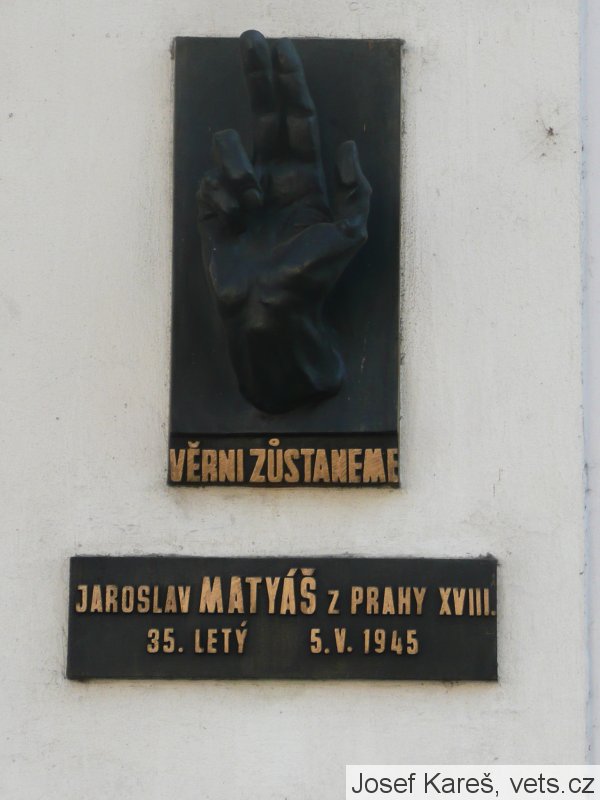 VĚRNI ZŮSTANEME
JAROSLAV MATYÁŠ Z PRAHY XVIII.
35. LETÝ 5.V. 1945
Josef Kareš, vets.cz